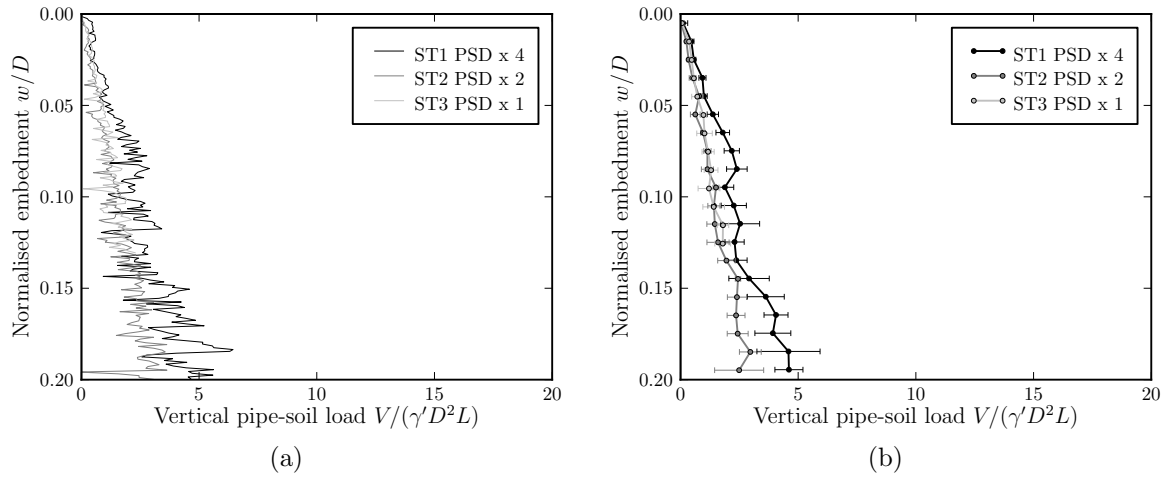 0.00
0.05
0.10
0.15
0.20
Normalised embedment w/D
0 5 10 15 20
Vertical pipe-soil load V/(γ′D²L)
ST1 PSD x 4
ST2 PSD x 2
ST3 PSD x 1
(a)
0.00
0.05
0.10
0.15
0.20
Normalised embedment w/D
0 5 10 15 20
Vertical pipe-soil load V/(γ′D²L)
ST1 PSD x 4
ST2 PSD x 2
ST3 PSD x 1
(b)